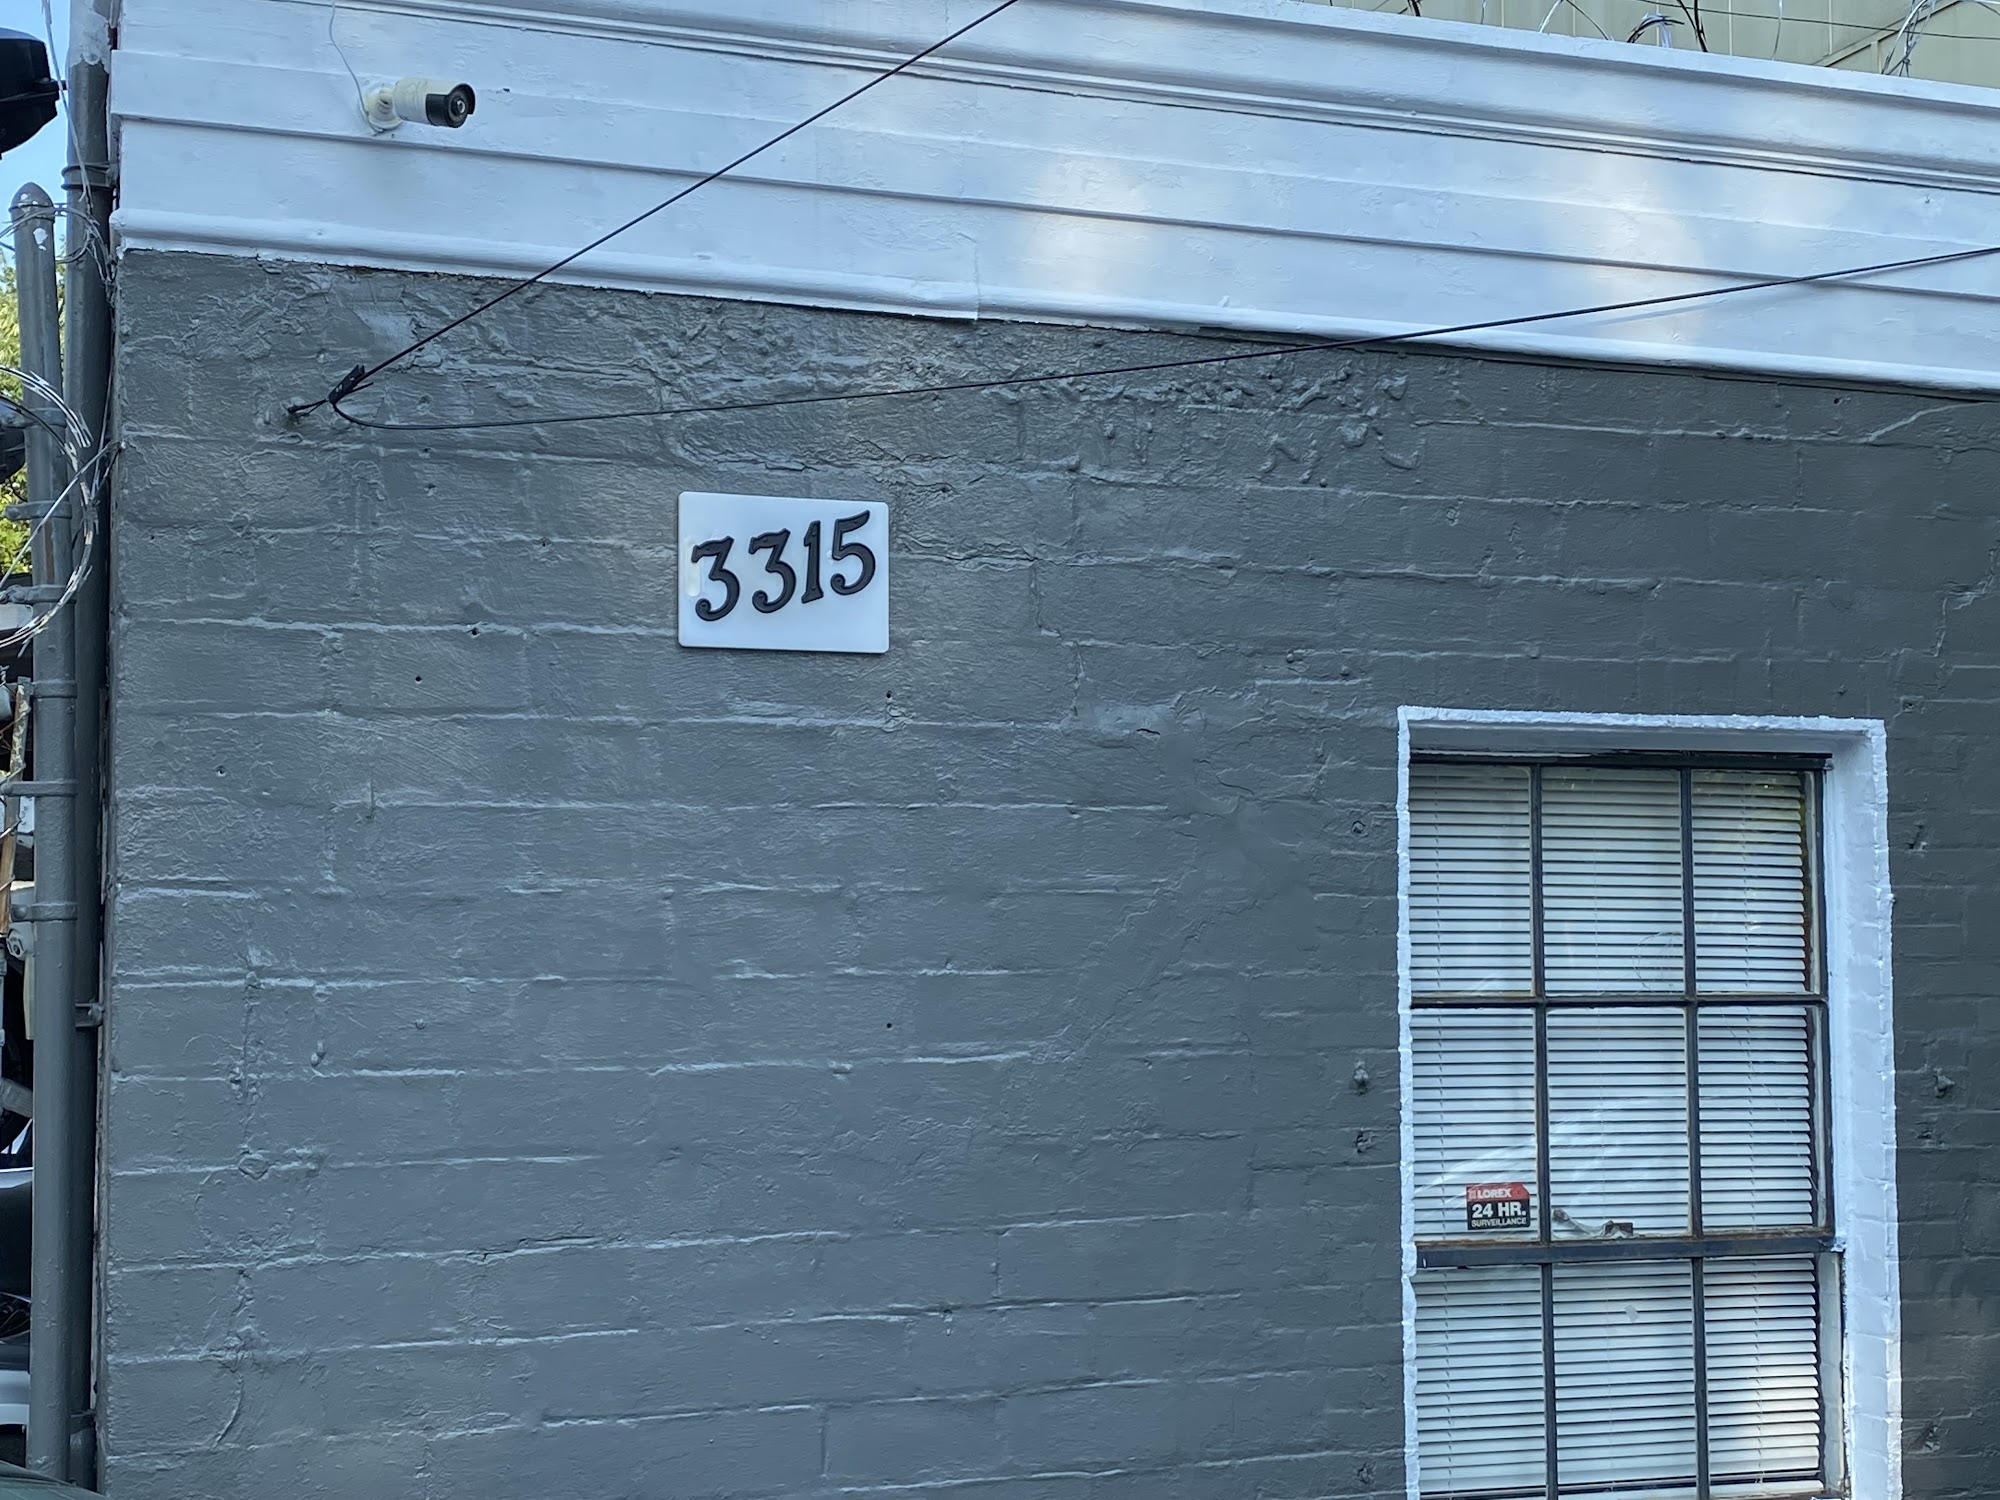 3315
LOREX
24 HR.
SURVEILLANCE